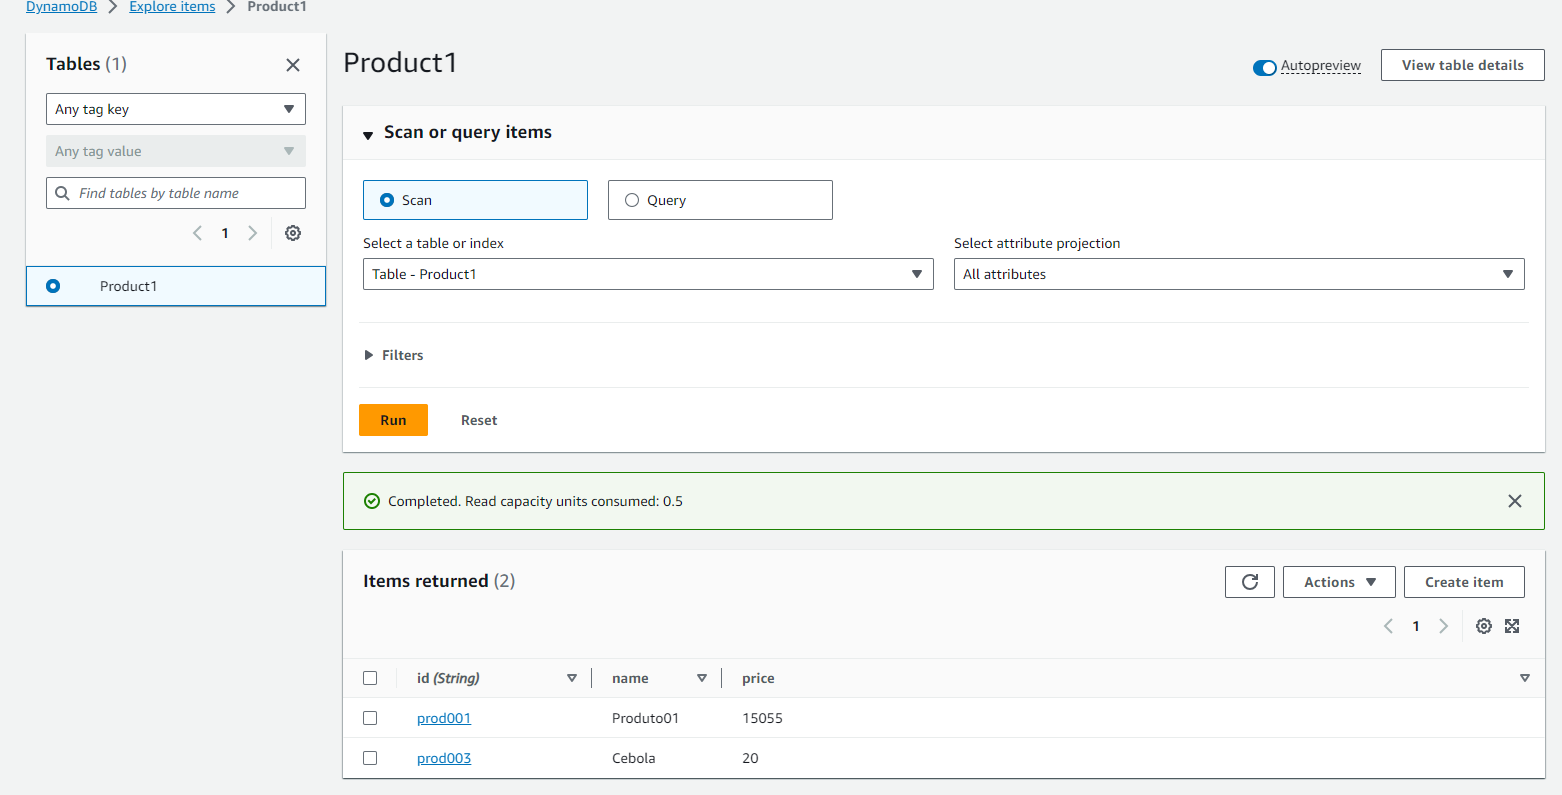 DynamoDB Explore items Product1
Tables (1)
Any tag key
Any tag value
Find tables by table name
1
Product1
Product1
Autopreview View table details
Scan or query items
Scan Query
Select a table or index Select attribute projection
Table - Product1 All attributes
Filters
Run Reset
Completed. Read capacity units consumed: 0.5
Items returned (2)
Actions Create item
1
id (String) name price
prod001 Produto01 15055
prod003 Cebola 20